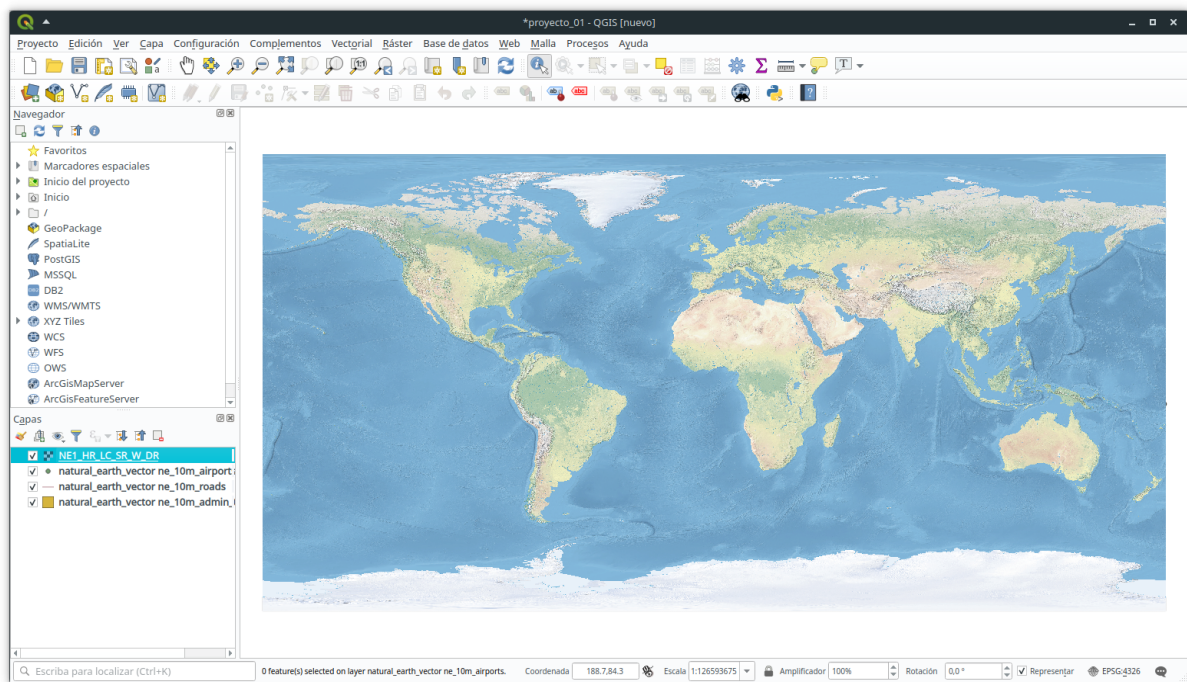 *proyecto_01 - QGIS [nuevo]
Proyecto Edición Ver Capa Configuración Complementos Vectorial Ráster Base de datos Web Malla Procesos Ayuda
Navegador
Favoritos
Marcadores espaciales
Inicio del proyecto
Inicio
/
GeoPackage
SpatiaLite
PostGIS
MSSQL
DB2
WMS/WMTS
XYZ Tiles
WCS
WFS
OWS
ArcGisMapServer
ArcGisFeatureServer
Capas
NE1_HR_LC_SR_W_DR
natural_earth_vector ne_10m_airport
natural_earth_vector ne_10m_roads
natural_earth_vector ne_10m_admin_
Escriba para localizar (Ctrl+K) 0 feature(s) selected on layer natural_earth_vector ne_10m_airports. Coordenada 188.7,84.3 Escala 1:126593675 Amplificador 100% Rotación 0,0 ° Representar EPSG:4326